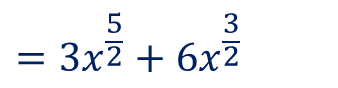 = 3x^{5/2} + 6x^{3/2}